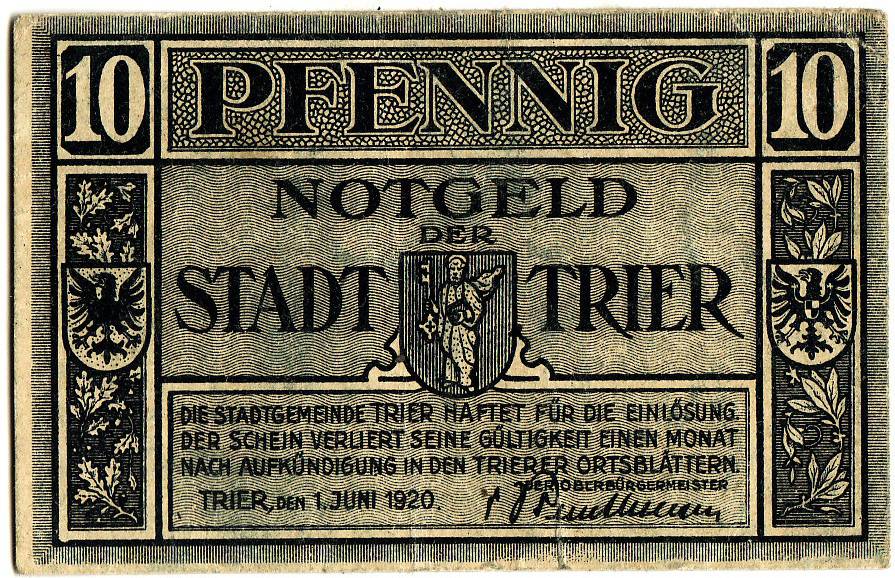 10 PFENNIG 10
NOTGELD
DER
STADT TRIER
DIE STADTGEMEINDE TRIER HAFTET FÜR DIE EINLÖSUNG.
DER SCHEIN VERLIERT SEINE GÜLTIGKEIT EINEN MONAT
NACH AUFKÜNDIGUNG IN DEN TRIERER ORTSBLÄTTERN.
DER OBERBÜRGERMEISTER
TRIER, DEN 1. JUNI 1920.